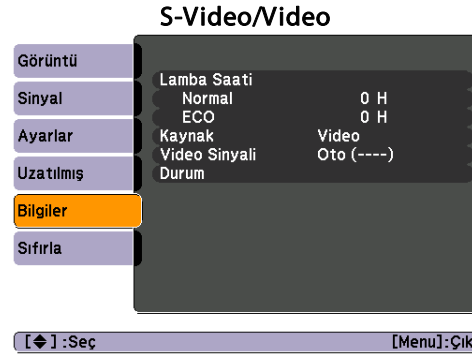 S-Video/Video
Görüntü
Sinyal
Ayarlar
Uzatılmış
Bilgiler
Sıfırla
Lamba Saati
Normal 0 H
ECO 0 H
Kaynak Video
Video Sinyali Oto (----)
Durum
[◆] :Seç [Menu]:Çık